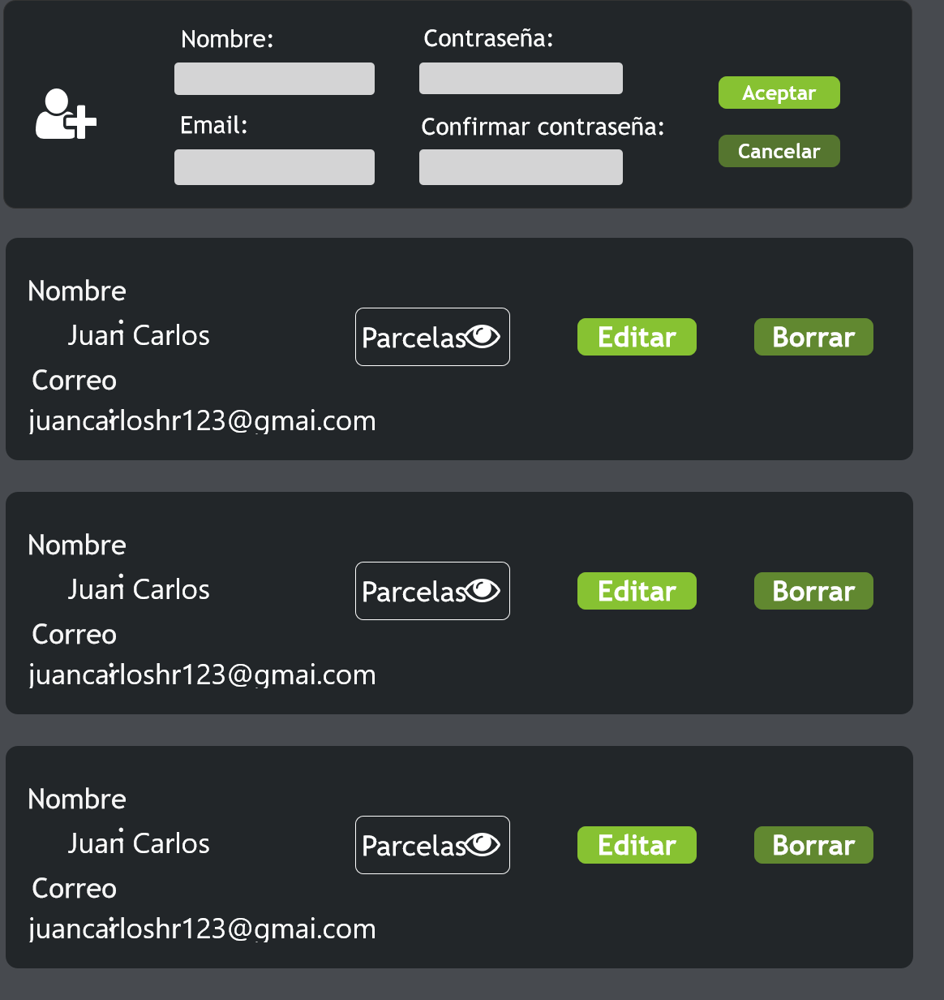 Nombre:
Contraseña:
Aceptar
Email:
Confirmar contraseña:
Cancelar
Nombre
Juan Carlos
Parcelas
Editar
Borrar
Correo
juancarloshr123@gmai.com
Nombre
Juan Carlos
Parcelas
Editar
Borrar
Correo
juancarloshr123@gmai.com
Nombre
Juan Carlos
Parcelas
Editar
Borrar
Correo
juancarloshr123@gmai.com